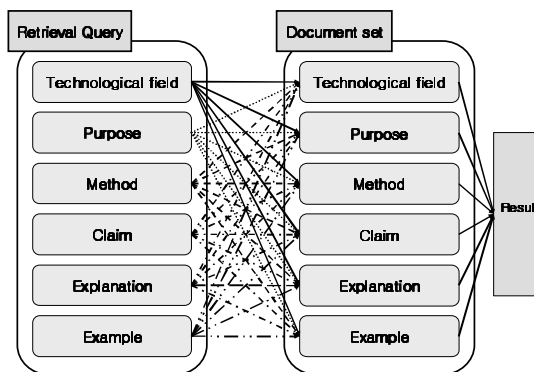 Retrieval Query
Technological field
Purpose
Method
Claim
Explanation
Example
Document set
Technological field
Purpose
Method
Claim
Explanation
Example
Resul